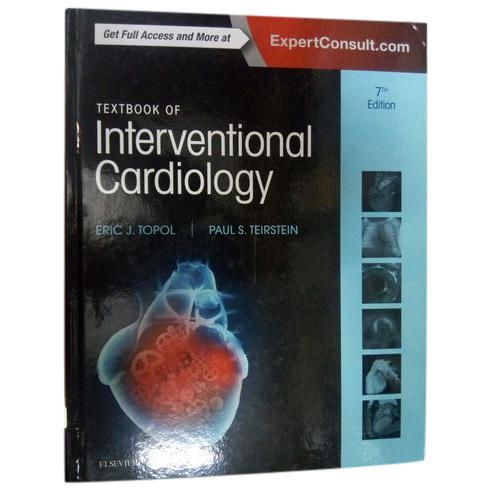 Get Full Access and More at
ExpertConsult.com
7TH
Edition
TEXTBOOK OF
Interventional
Cardiology
ERIC J. TOPOL | PAUL S. TEIRSTEIN
ELSEVIER